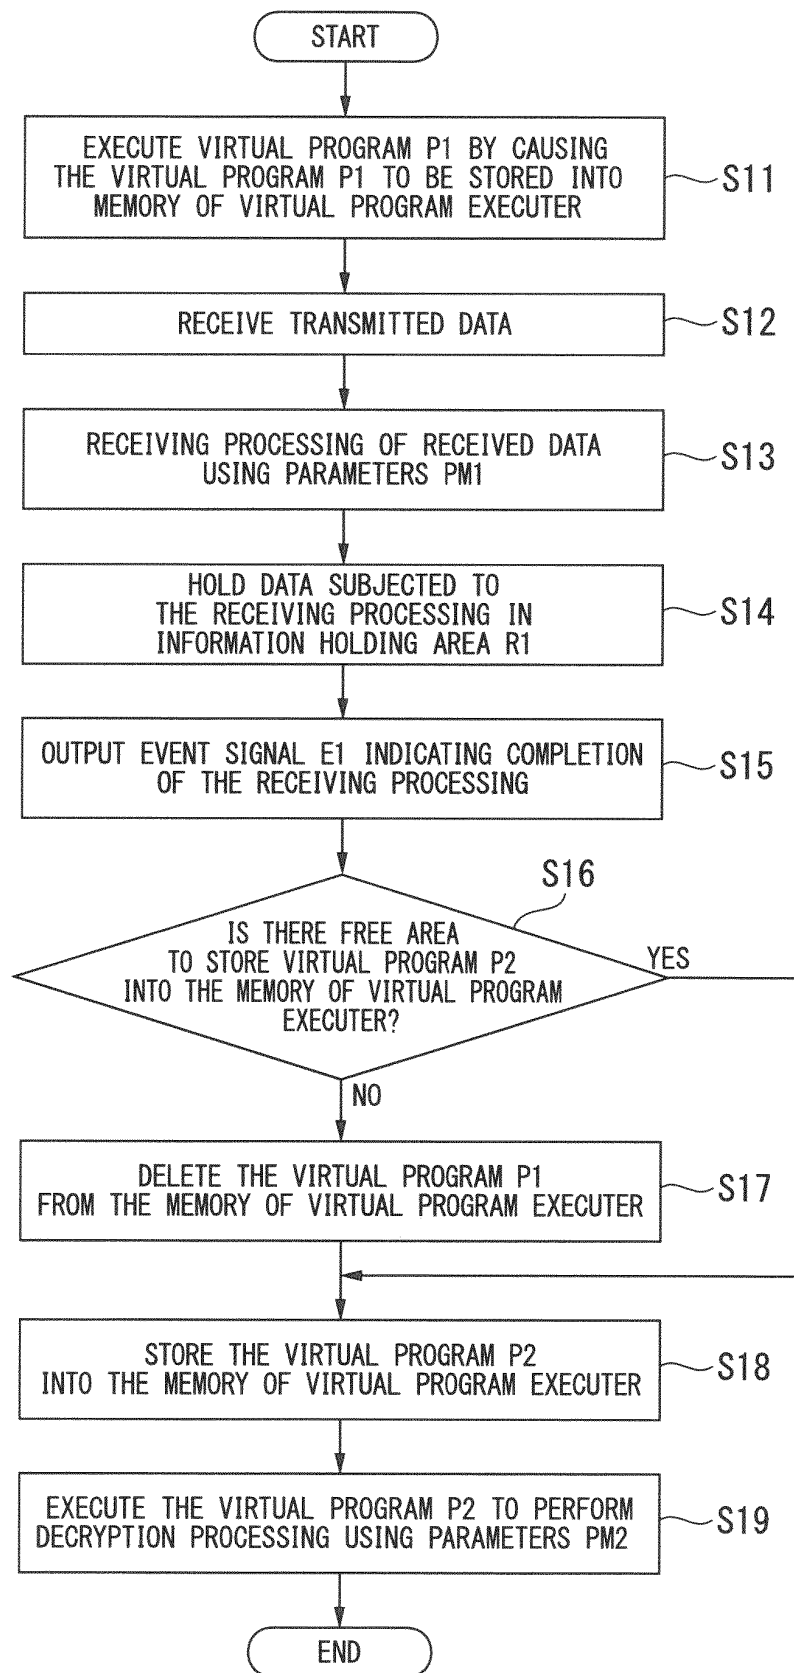 START
EXECUTE VIRTUAL PROGRAM P1 BY CAUSING
THE VIRTUAL PROGRAM P1 TO BE STORED INTO
MEMORY OF VIRTUAL PROGRAM EXECUTER
S11
RECEIVE TRANSMITTED DATA
S12
RECEIVING PROCESSING OF RECEIVED DATA
USING PARAMETERS PM1
S13
HOLD DATA SUBJECTED TO
THE RECEIVING PROCESSING IN
INFORMATION HOLDING AREA R1
S14
OUTPUT EVENT SIGNAL E1 INDICATING COMPLETION
OF THE RECEIVING PROCESSING
S15
S16
IS THERE FREE AREA
TO STORE VIRTUAL PROGRAM P2
INTO THE MEMORY OF VIRTUAL PROGRAM
EXECUTER?
YES
NO
DELETE THE VIRTUAL PROGRAM P1
FROM THE MEMORY OF VIRTUAL PROGRAM EXECUTER
S17
STORE THE VIRTUAL PROGRAM P2
INTO THE MEMORY OF VIRTUAL PROGRAM EXECUTER
S18
EXECUTE THE VIRTUAL PROGRAM P2 TO PERFORM
DECRYPTION PROCESSING USING PARAMETERS PM2
S19
END